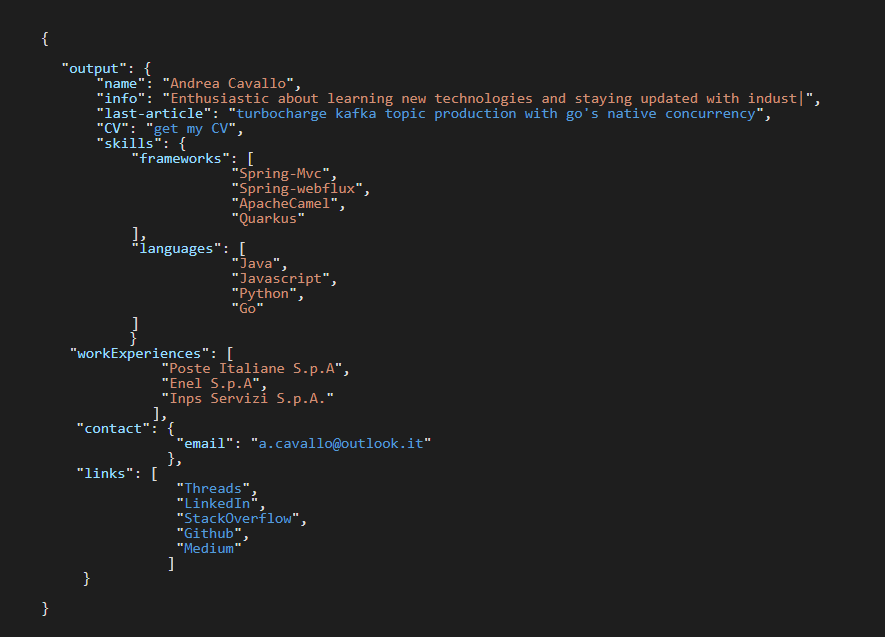 {
"output": {
"name": "Andrea Cavallo",
"info": "Enthusiastic about learning new technologies and staying updated with indust|",
"last-article": "turbocharge kafka topic production with go's native concurrency",
"CV": "get my CV",
"skills": {
"frameworks": [
"Spring-Mvc",
"Spring-webflux",
"ApacheCamel",
"Quarkus"
],
"languages": [
"Java",
"Javascript",
"Python",
"Go"
]
}
"workExperiences": [
"Poste Italiane S.p.A",
"Enel S.p.A",
"Inps Servizi S.p.A."
],
"contact": {
"email": "a.cavallo@outlook.it"
},
"links": [
"Threads",
"LinkedIn",
"StackOverflow",
"Github",
"Medium"
]
}
}